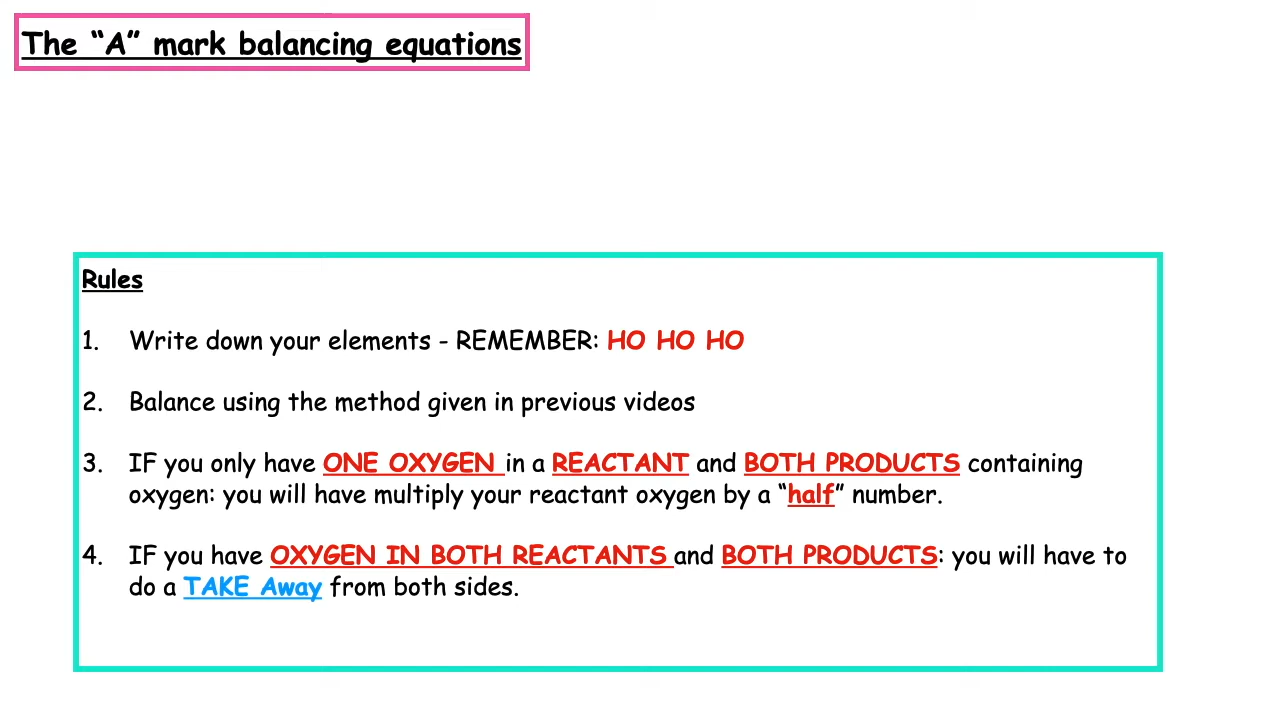 The “A” mark balancing equations
Rules
1. Write down your elements - REMEMBER: HO HO HO
2. Balance using the method given in previous videos
3. IF you only have ONE OXYGEN in a REACTANT and BOTH PRODUCTS containing
oxygen: you will have multiply your reactant oxygen by a “half” number.
4. IF you have OXYGEN IN BOTH REACTANTS and BOTH PRODUCTS: you will have to
do a TAKE Away from both sides.